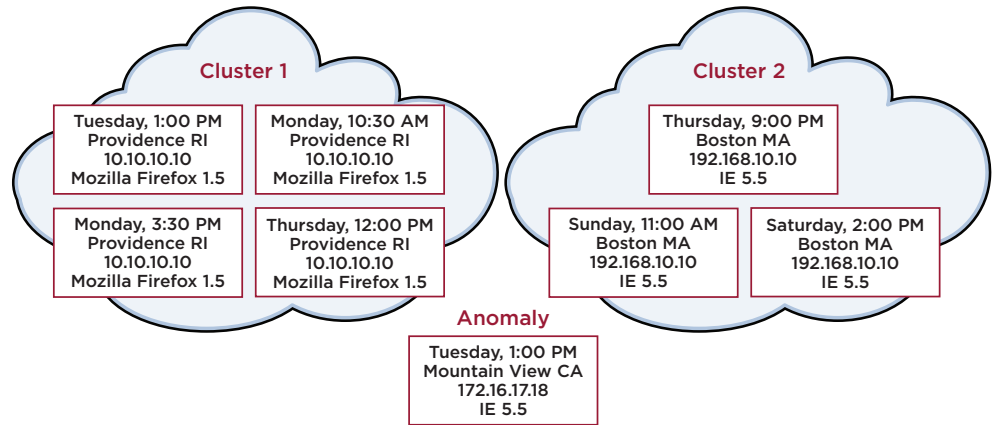 Cluster 1
Tuesday, 1:00 PM
Providence RI
10.10.10.10
Mozilla Firefox 1.5
Monday, 10:30 AM
Providence RI
10.10.10.10
Mozilla Firefox 1.5
Monday, 3:30 PM
Providence RI
10.10.10.10
Mozilla Firefox 1.5
Thursday, 12:00 PM
Providence RI
10.10.10.10
Mozilla Firefox 1.5
Cluster 2
Thursday, 9:00 PM
Boston MA
192.168.10.10
IE 5.5
Sunday, 11:00 AM
Boston MA
192.168.10.10
IE 5.5
Saturday, 2:00 PM
Boston MA
192.168.10.10
IE 5.5
Anomaly
Tuesday, 1:00 PM
Mountain View CA
172.16.17.18
IE 5.5